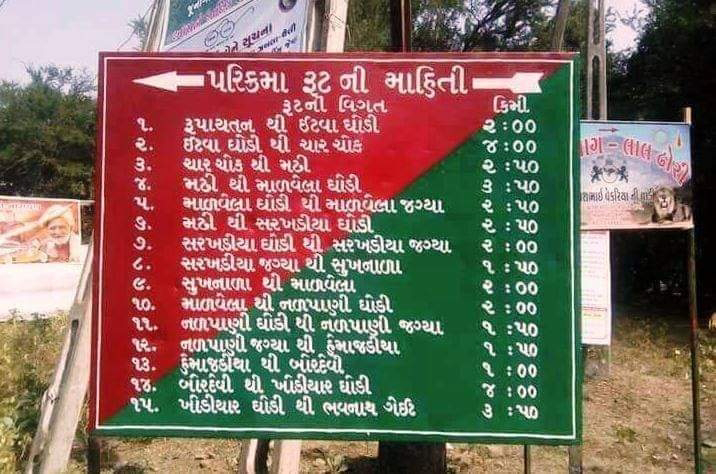 પરિક્રમા રૂટ ની માહિતી
રૂટની વિગત કિમી.
૧. રૂપાયતન થી ઈટવા ઘોડી ૨:૦૦
૨. ઈટવા ઘોડી થી ચાર ચોક ૪:૦૦
૩. ચાર ચોક થી મઢી ૨:૫૦
૪. મઢી થી માળવેલા ઘોડી ૩:૫૦
૫. માળવેલા ઘોડી થી માળવેલા જગ્યા ૨:૫૦
૬. મઢી થી સરખડીયા ઘોડી ૨:૫૦
૭. સરખડીયા ઘોડી થી સરખડીયા જગ્યા ૨:૦૦
૮. સરખડીયા જગ્યા થી સુખનાળા ૧:૫૦
૯. સુખનાળા થી માળવેલા ૨:૦૦
૧૦. માળવેલા થી નળપાણી ઘોડી ૨:૦૦
૧૧. નળપાણી ઘોડી થી નળપાણી જગ્યા ૧:૫૦
૧૨. નળપાણી જગ્યા થી હેમાજડીયા ૧:૫૦
૧૩. હેમાજડીયા થી બોરદેવી ૧:૦૦
૧૪. બોરદેવી થી ખોડીયાર ઘોડી ૪:૦૦
૧૫. ખોડીયાર ઘોડી થી ભવનાથ ગેઈટ ૩:૫૦
લાલ ઢોરી